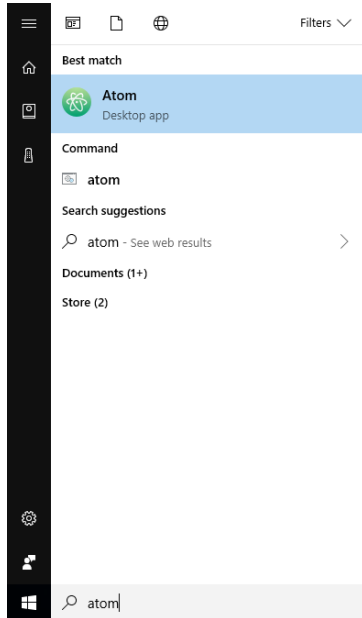 Filters
Best match
Atom
Desktop app
Command
atom
Search suggestions
atom - See web results
Documents (1+)
Store (2)
atom